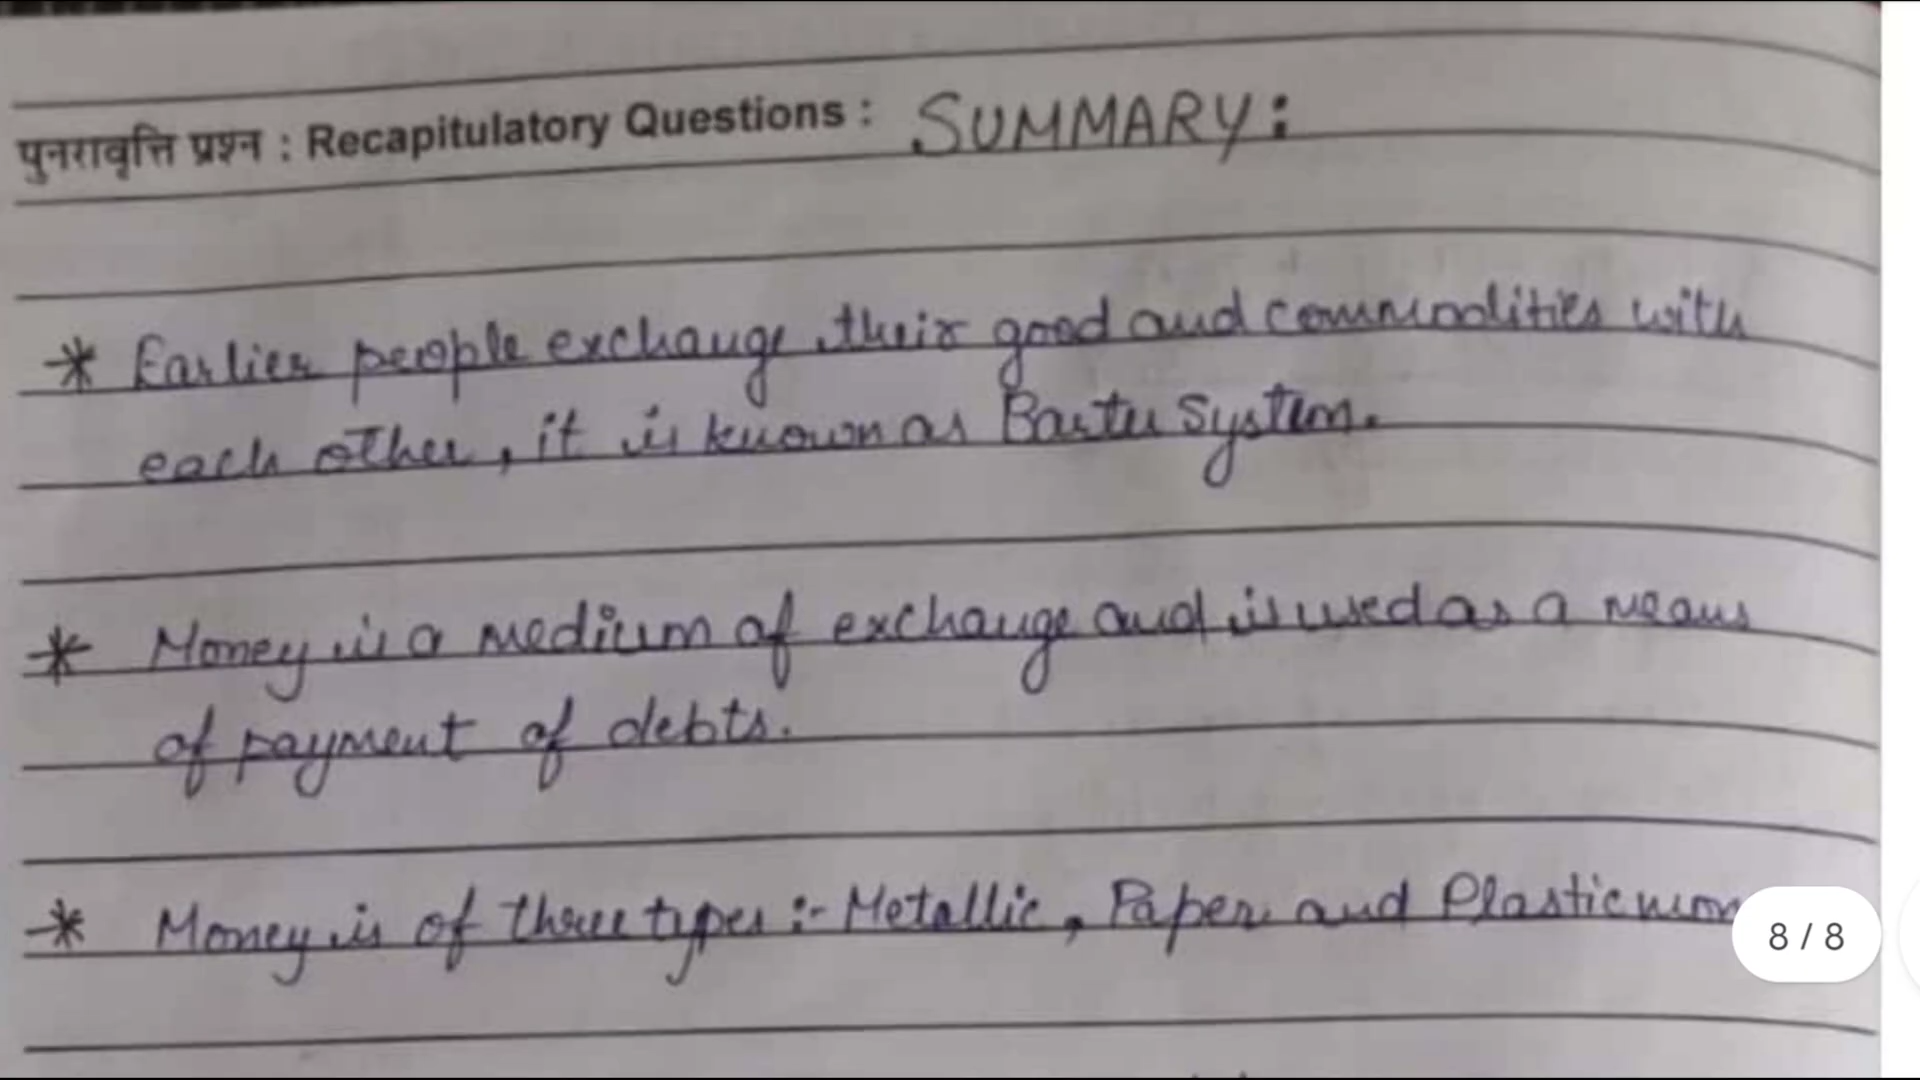 पुनरावृत्ति प्रश्न : Recapitulatory Questions : SUMMARY:
* Earlier people exchange their good and commodities with
each other, it is known as Barter System.
* Money is a medium of exchange and is used as a means
of payment of debts.
* Money is of three types :- Metallic, Paper and Plastic mon
8 / 8